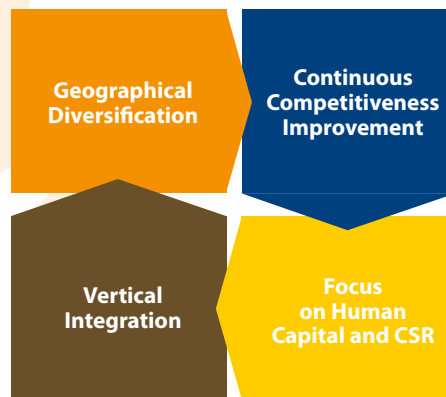 Geographical
Diversification
Continuous
Competitiveness
Improvement
Vertical
Integration
Focus
on Human
Capital and CSR